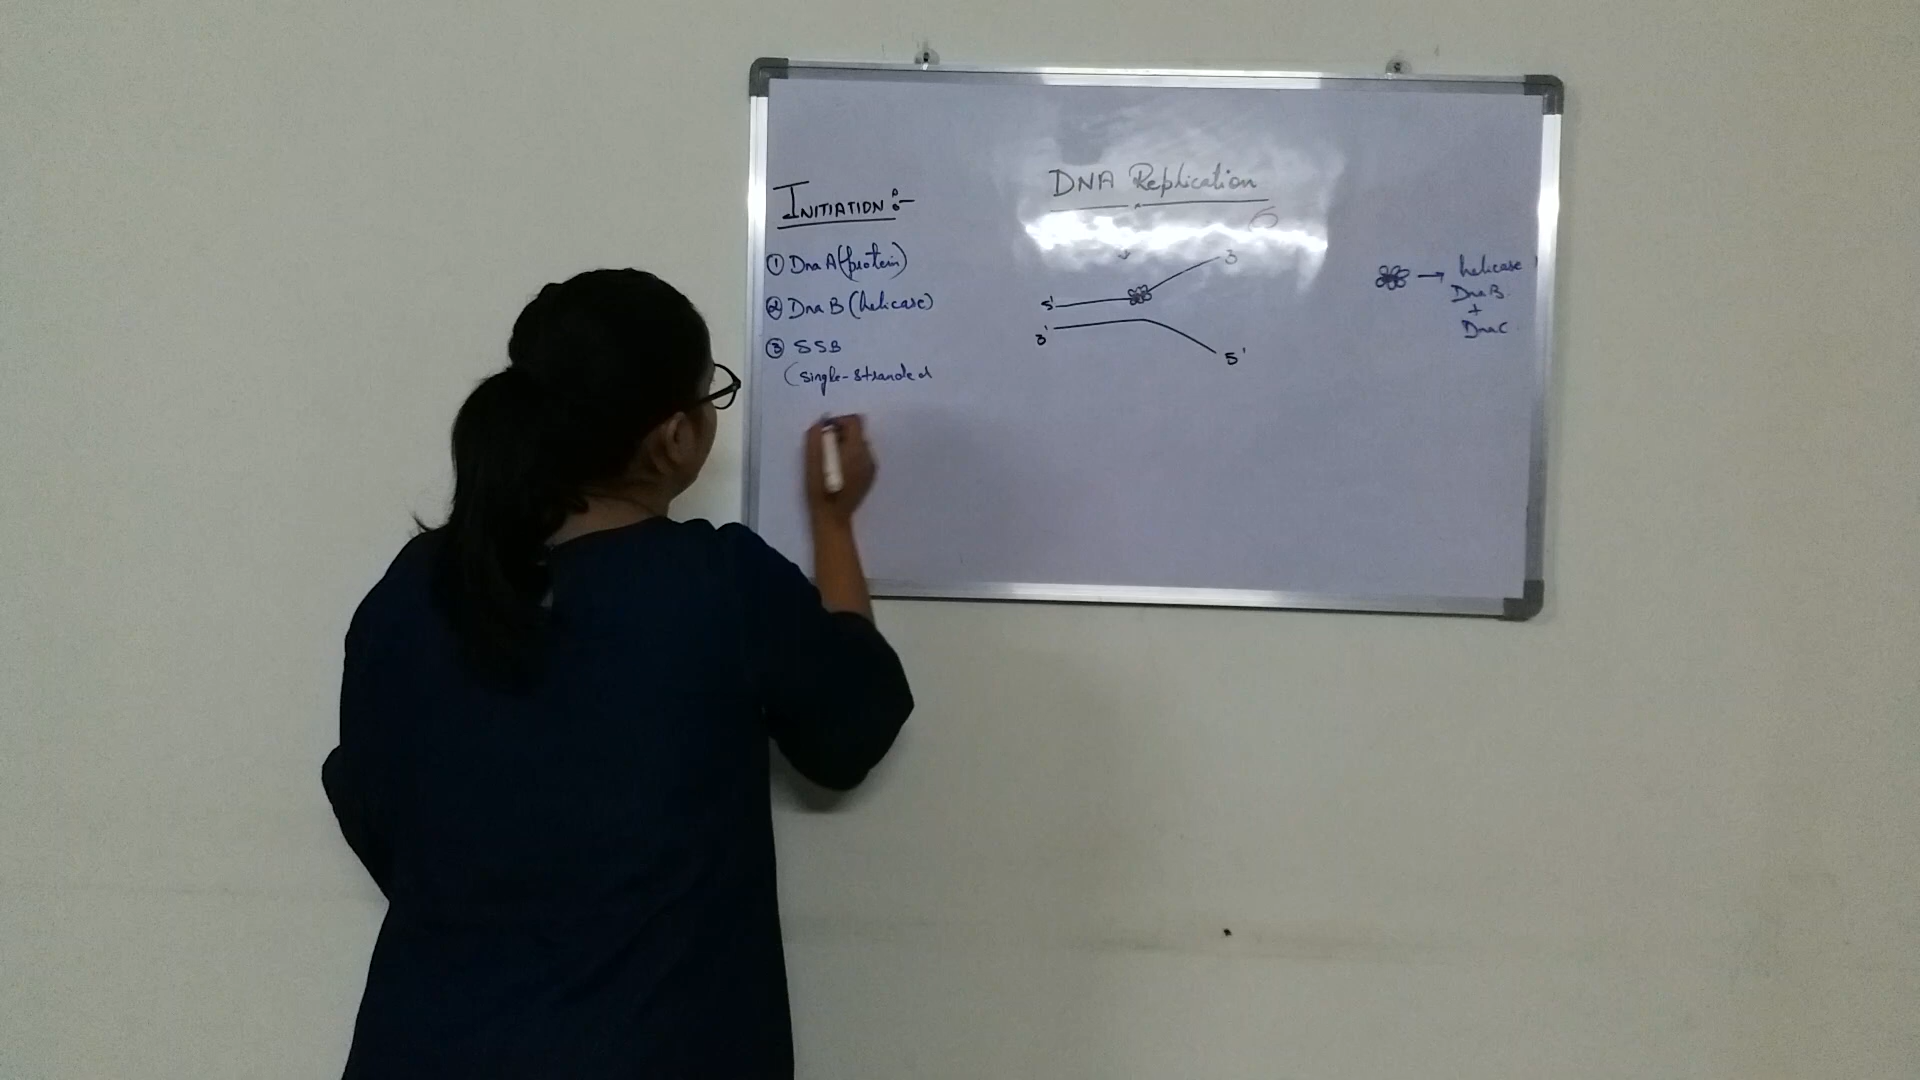 DNA Replication
INITIATION :-
① Dna A (protein)
② Dna B (helicase)
③ SSB
(single-stranded
5'
3
3'
5'
→ helicase
Dna B
+
Dna C